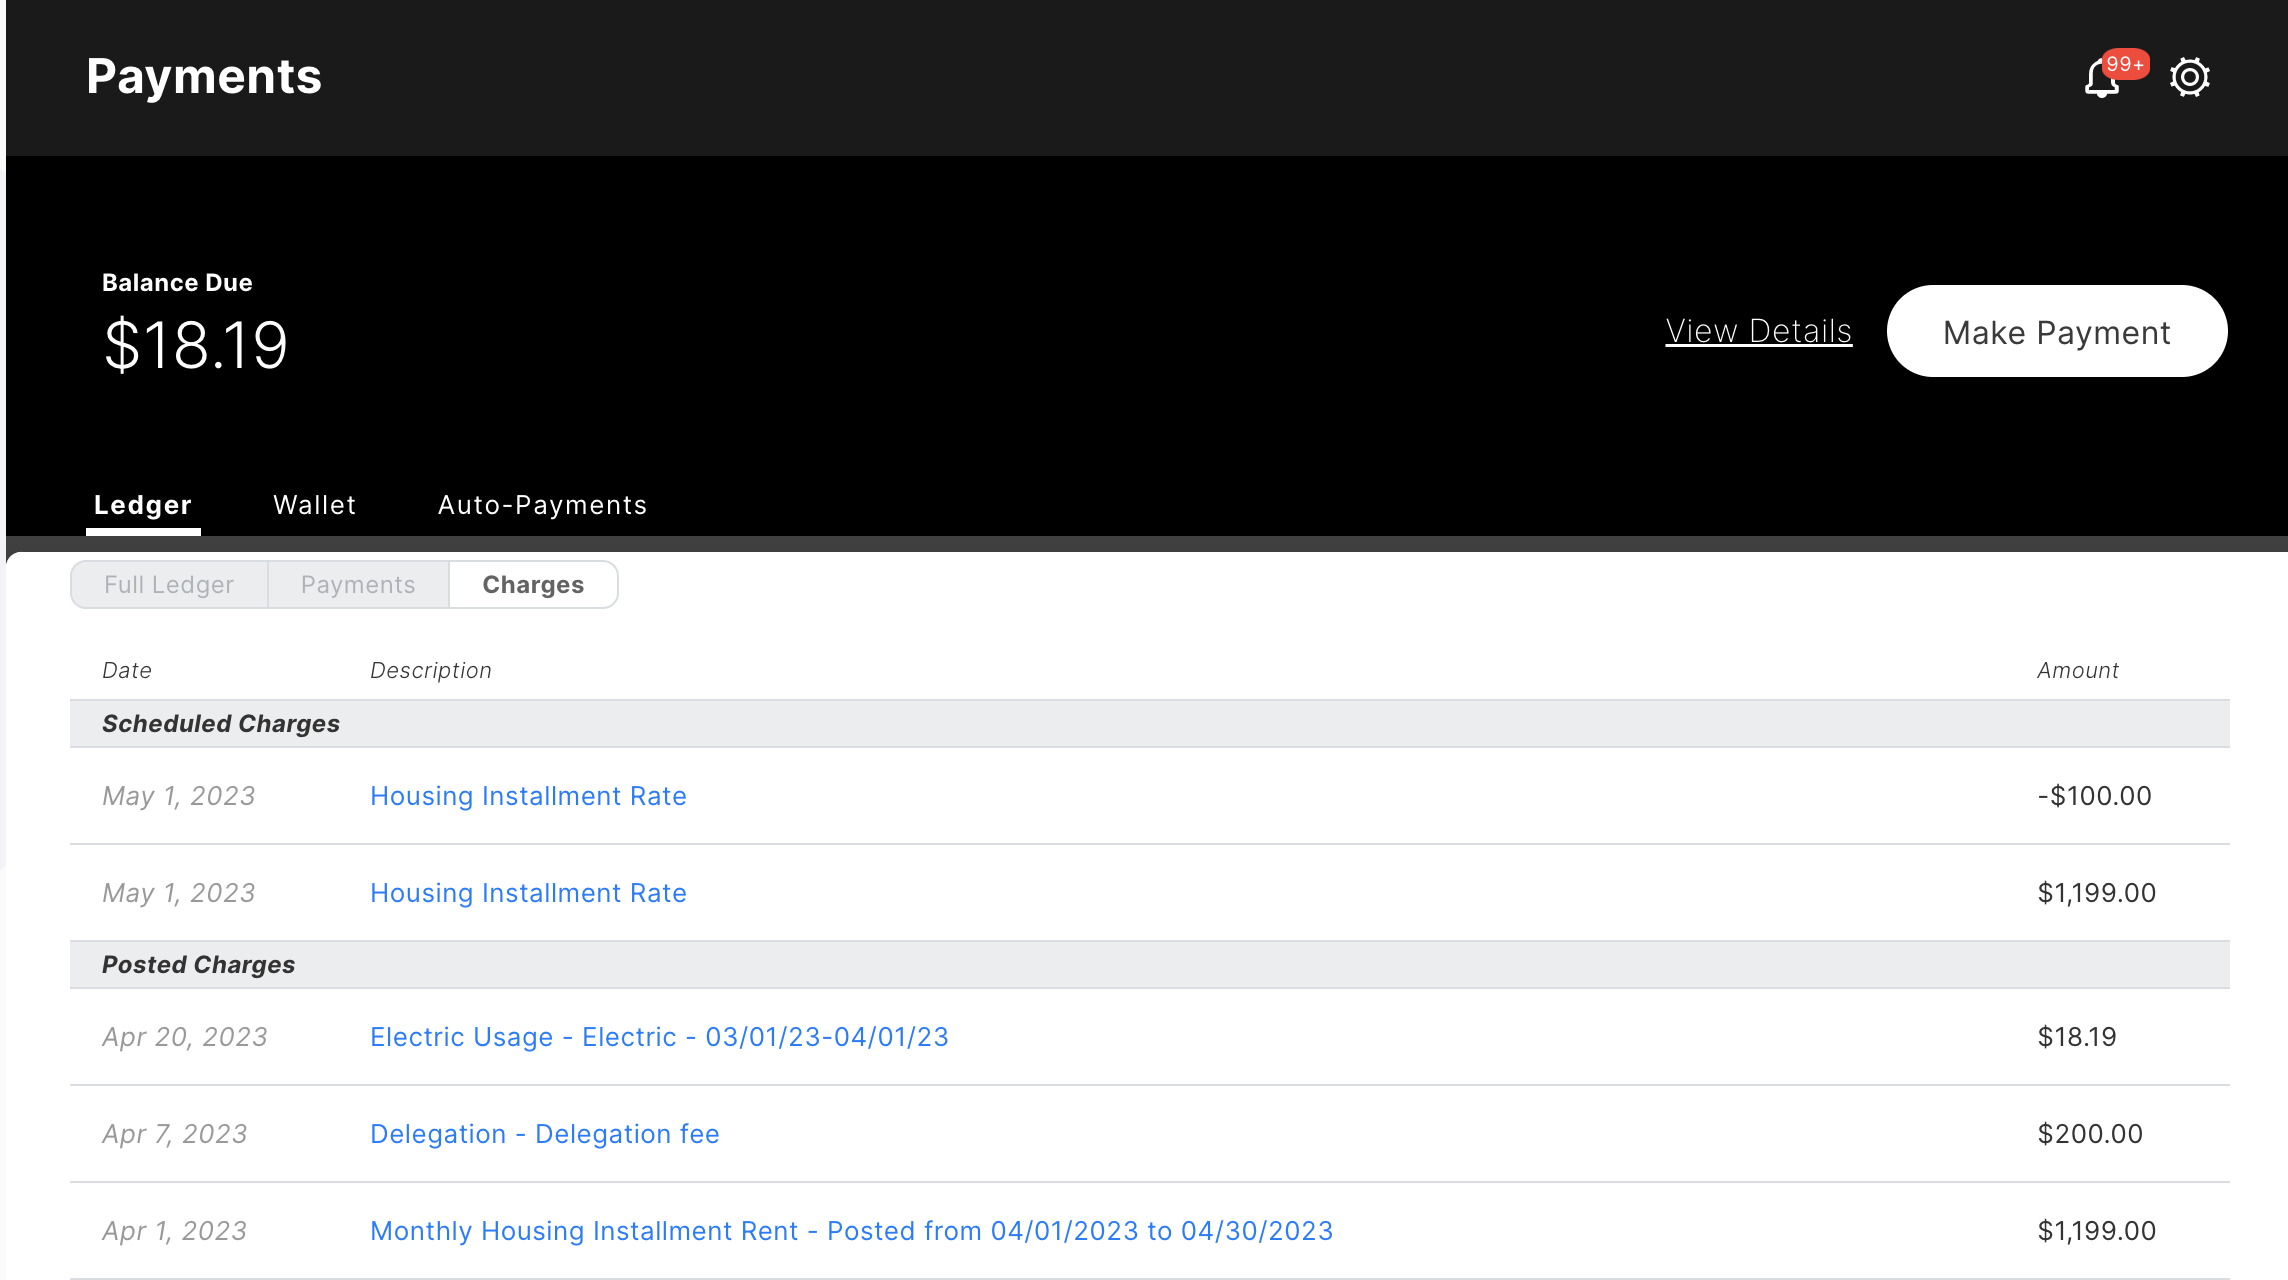 Payments
99+
Balance Due
$18.19
View Details
Make Payment
Ledger Wallet Auto-Payments
Full Ledger Payments Charges
Date Description Amount
Scheduled Charges
May 1, 2023 Housing Installment Rate -$100.00
May 1, 2023 Housing Installment Rate $1,199.00
Posted Charges
Apr 20, 2023 Electric Usage - Electric - 03/01/23-04/01/23 $18.19
Apr 7, 2023 Delegation - Delegation fee $200.00
Apr 1, 2023 Monthly Housing Installment Rent - Posted from 04/01/2023 to 04/30/2023 $1,199.00